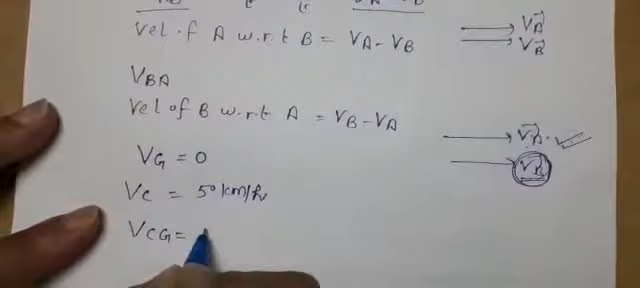 Vel. of A w.r.t B = VA - VB
VA
VB
VBA
Vel of B w.r.t A = VB - VA
VA.
VB
VG = 0
VC = 50 km/h
VCG =